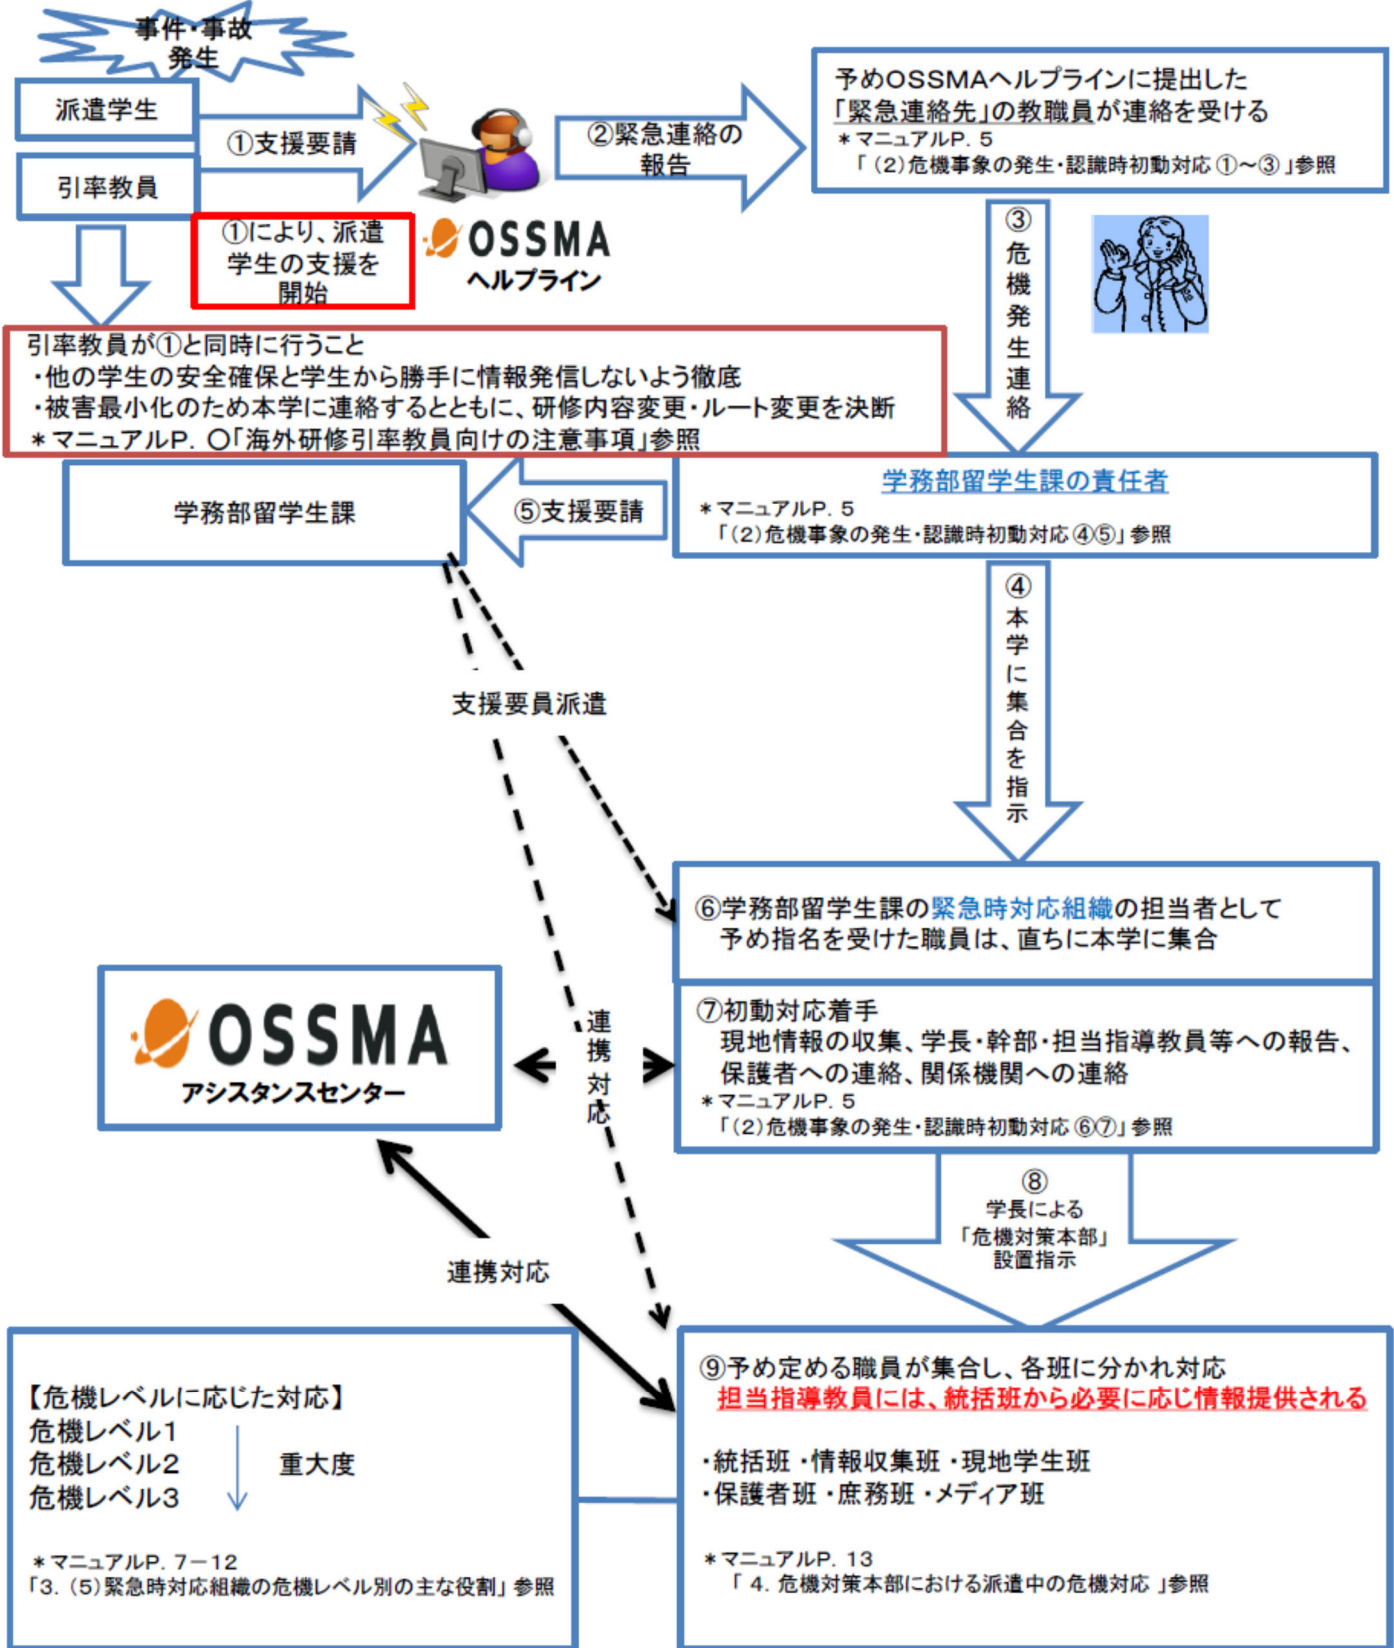 事件・事故
発生
派遣学生
引率教員
①支援要請
①により、派遣
学生の支援を
開始
OSSMA
ヘルプライン
②緊急連絡の
報告
予めOSSMAヘルプラインに提出した
「緊急連絡先」の教職員が連絡を受ける
＊マニュアルP. 5
「（2）危機事象の発生・認識時初動対応①～③」参照
③危機発生連絡
引率教員が①と同時に行うこと
・他の学生の安全確保と学生から勝手に情報発信しないよう徹底
・被害最小化のため本学に連絡するとともに、研修内容変更・ルート変更を決断
＊マニュアルP. 〇「海外研修引率教員向けの注意事項」参照
学務部留学生課の責任者
＊マニュアルP. 5
「（2）危機事象の発生・認識時初動対応④⑤」参照
⑤支援要請
学務部留学生課
④本学に集合を指示
支援要員派遣
⑥学務部留学生課の緊急時対応組織の担当者として
予め指名を受けた職員は、直ちに本学に集合
⑦初動対応着手
現地情報の収集、学長・幹部・担当指導教員等への報告、
保護者への連絡、関係機関への連絡
＊マニュアルP. 5
「（2）危機事象の発生・認識時初動対応⑥⑦」参照
OSSMA
アシスタンスセンター
連携対応
連携対応
⑧
学長による
「危機対策本部」
設置指示
⑨予め定める職員が集合し、各班に分かれ対応
担当指導教員には、統括班から必要に応じ情報提供される
・統括班・情報収集班・現地学生班
・保護者班・庶務班・メディア班
＊マニュアルP. 13
「 4. 危機対策本部における派遣中の危機対応 」参照
【危機レベルに応じた対応】
危機レベル1
危機レベル2
危機レベル3
重大度
＊マニュアルP. 7－12
「3. （5）緊急時対応組織の危機レベル別の主な役割」 参照